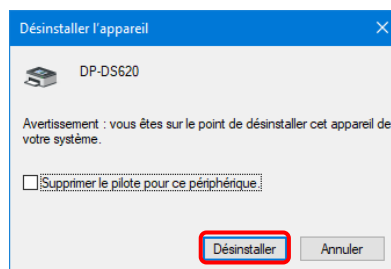 Désinstaller l'appareil
DP-DS620
Avertissement : vous êtes sur le point de désinstaller cet appareil de
votre système.
Supprimer le pilote pour ce périphérique.
Désinstaller
Annuler